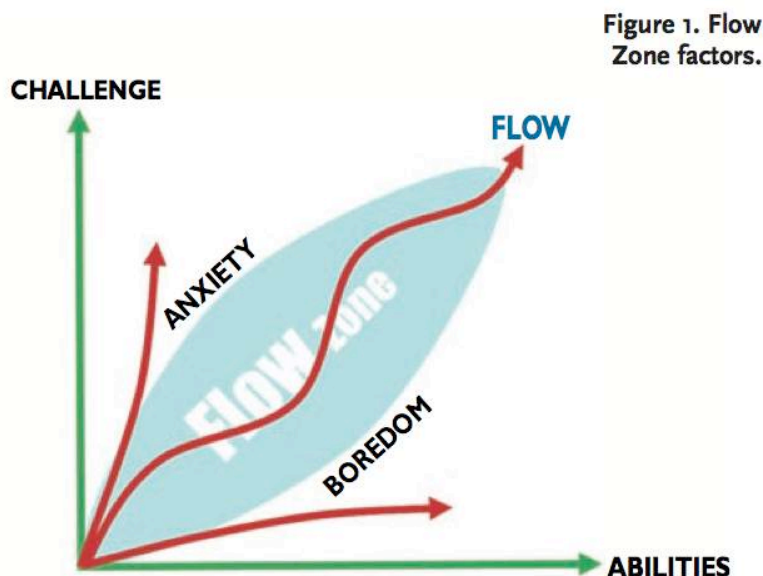 Figure 1. Flow
Zone factors.
CHALLENGE
FLOW
ANXIETY
Flow zone
BOREDOM
ABILITIES